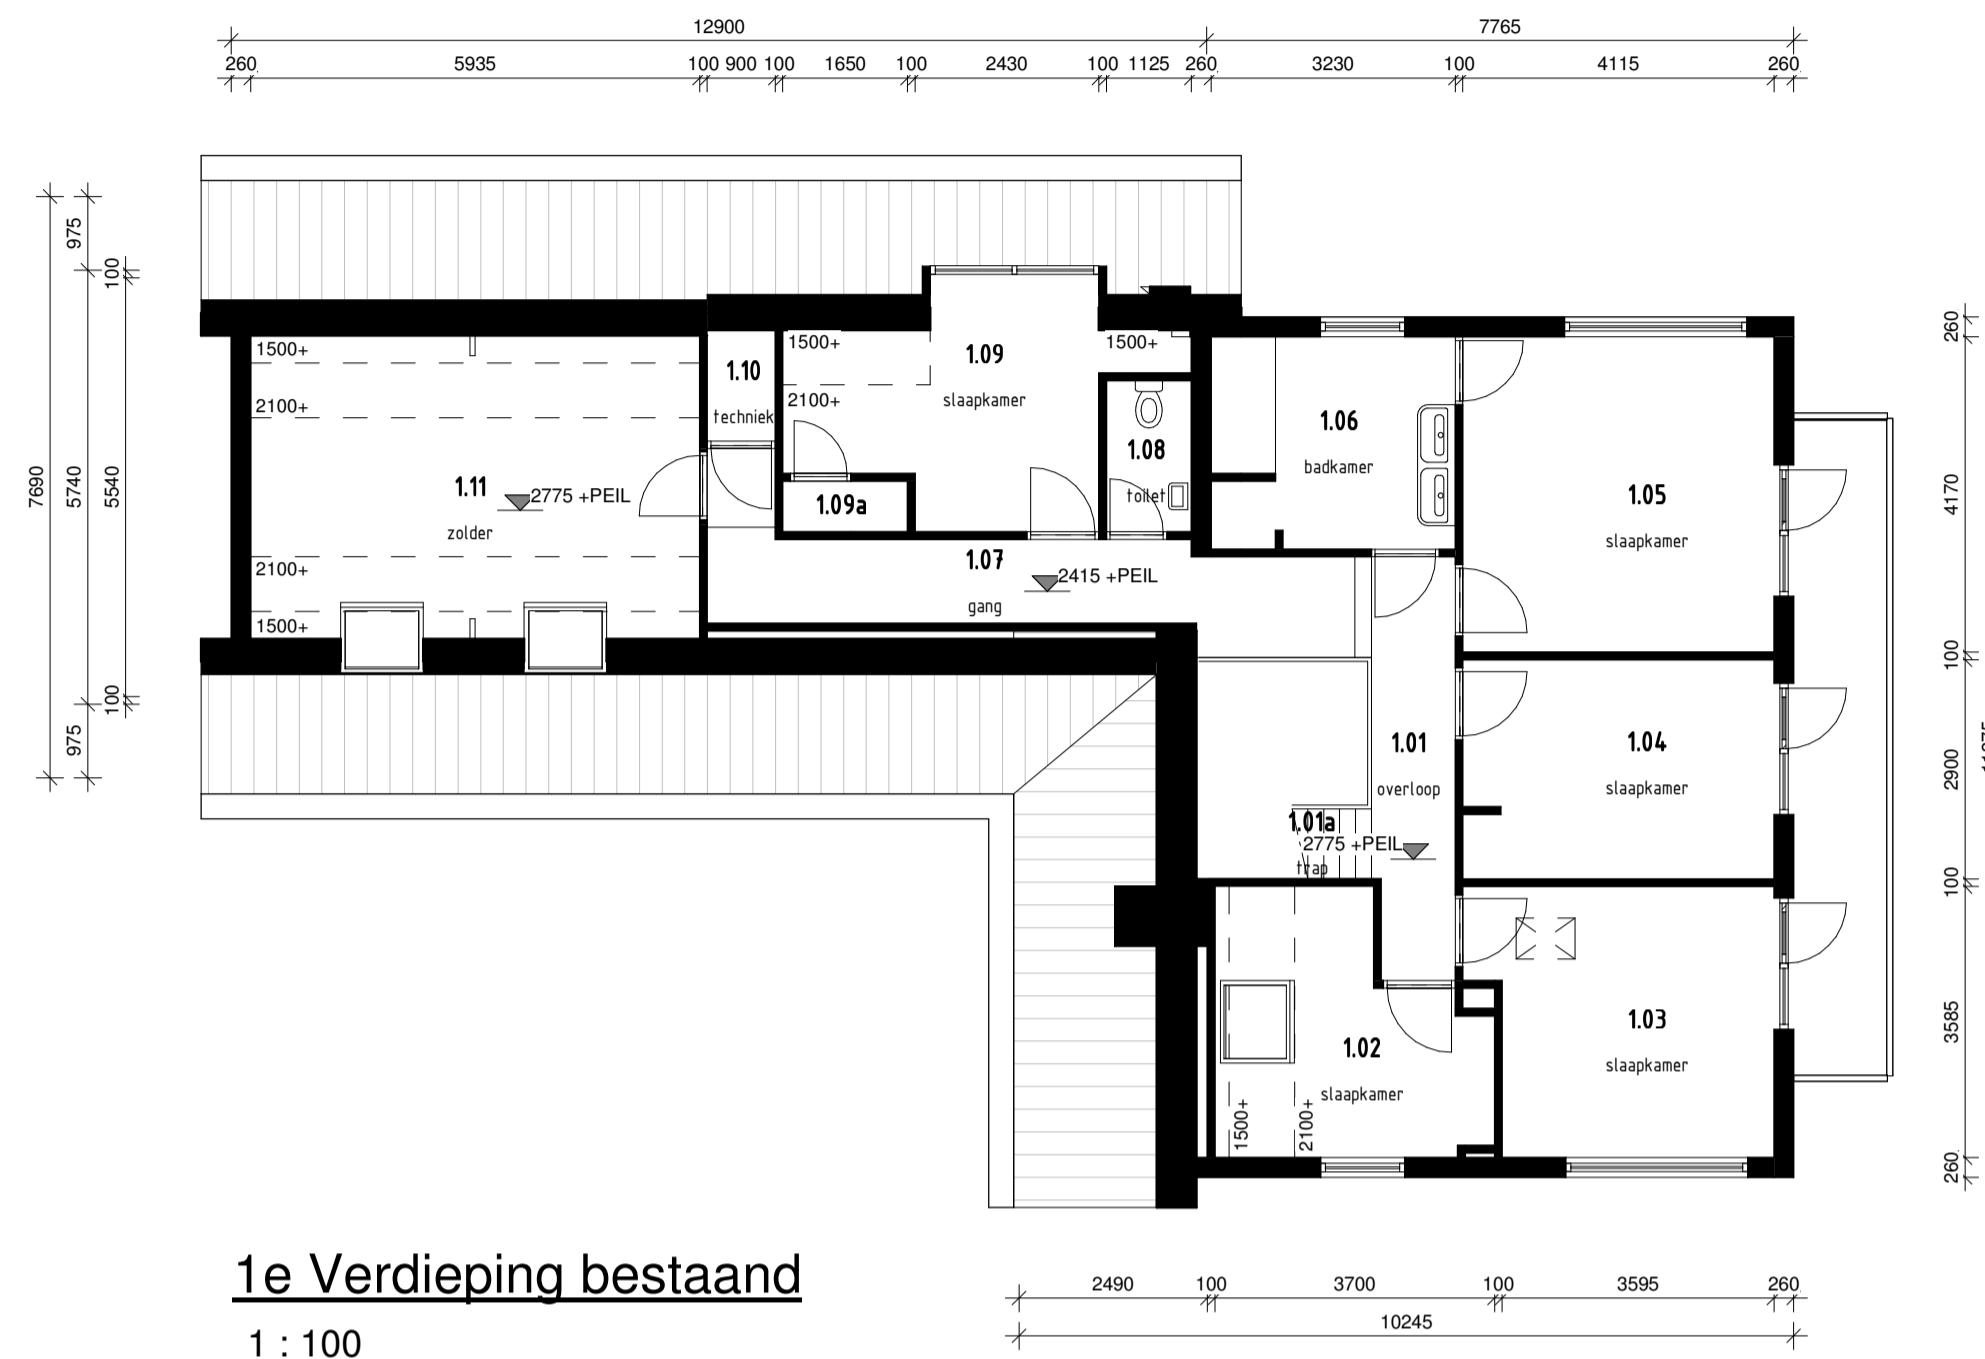 12900 7765
260 5935 100 900 100 1650 100 2430 100 1125 260 3230 100 4115 260
7690
975
5740
975
100
5540
100
1500+
2100+
1.11
2775 +PEIL
zolder
2100+
1500+
1.10
techniek
1500+
2100+
1.09
slaapkamer
1.09a
1500+
1.08
toilet
1.07
2415 +PEIL
gang
1.06
badkamer
1.05
slaapkamer
1.04
slaapkamer
1.01
overloop
1.01a
2775 +PEIL
trap
1.03
slaapkamer
1.02
slaapkamer
1500+
2100+
260
4170
100
2900
100
3585
260
1e Verdieping bestaand
1 : 100
2490 100 3700 100 3595 260
10245